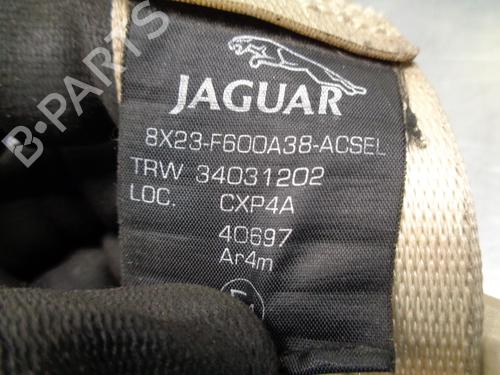 JAGUAR
8X23-F600A38-ACSEL
TRW 34031202
LOC. CXP4A
40697
Ar4m
B-PARTS